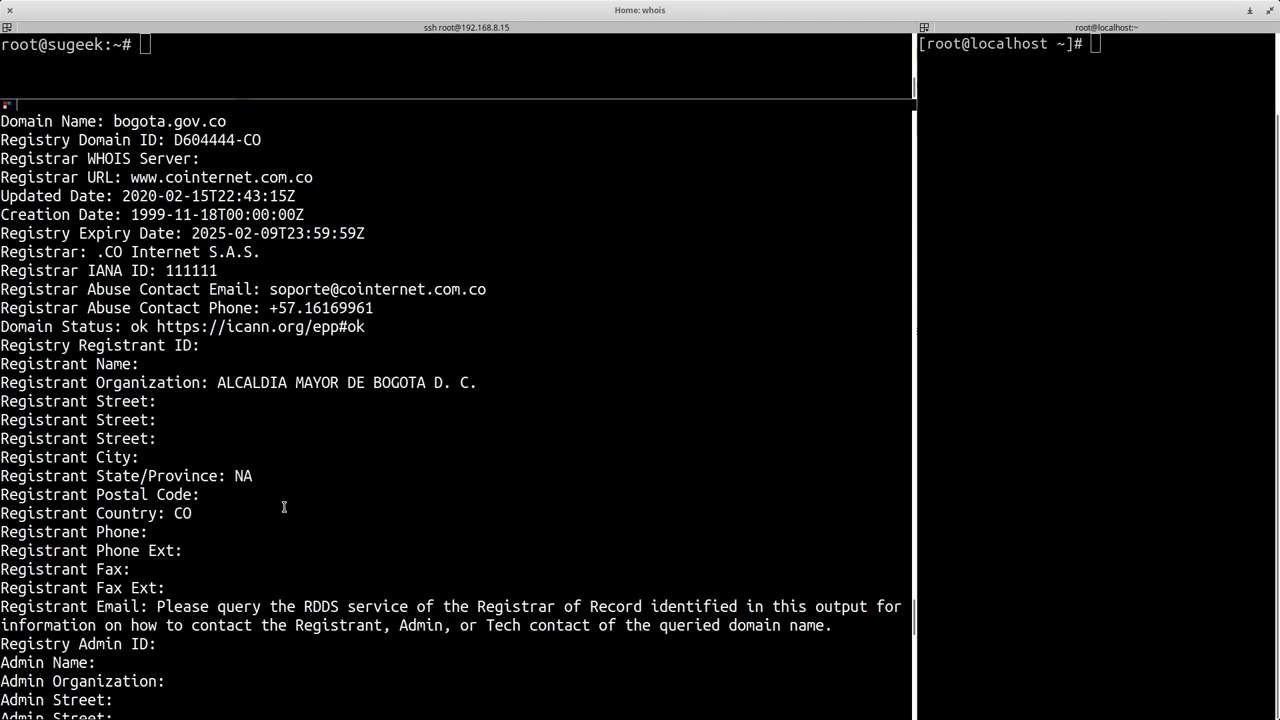 Home: whois
ssh root@192.168.8.15
root@localhost:~
root@sugeek:~#
[root@localhost ~]#
Domain Name: bogota.gov.co
Registry Domain ID: D604444-CO
Registrar WHOIS Server:
Registrar URL: www.cointernet.com.co
Updated Date: 2020-02-15T22:43:15Z
Creation Date: 1999-11-18T00:00:00Z
Registry Expiry Date: 2025-02-09T23:59:59Z
Registrar: .CO Internet S.A.S.
Registrar IANA ID: 111111
Registrar Abuse Contact Email: soporte@cointernet.com.co
Registrar Abuse Contact Phone: +57.16169961
Domain Status: ok https://icann.org/epp#ok
Registry Registrant ID:
Registrant Name:
Registrant Organization: ALCALDIA MAYOR DE BOGOTA D. C.
Registrant Street:
Registrant Street:
Registrant Street:
Registrant City:
Registrant State/Province: NA
Registrant Postal Code:
Registrant Country: CO
Registrant Phone:
Registrant Phone Ext:
Registrant Fax:
Registrant Fax Ext:
Registrant Email: Please query the RDDS service of the Registrar of Record identified in this output for
information on how to contact the Registrant, Admin, or Tech contact of the queried domain name.
Registry Admin ID:
Admin Name:
Admin Organization:
Admin Street:
Admin Street: